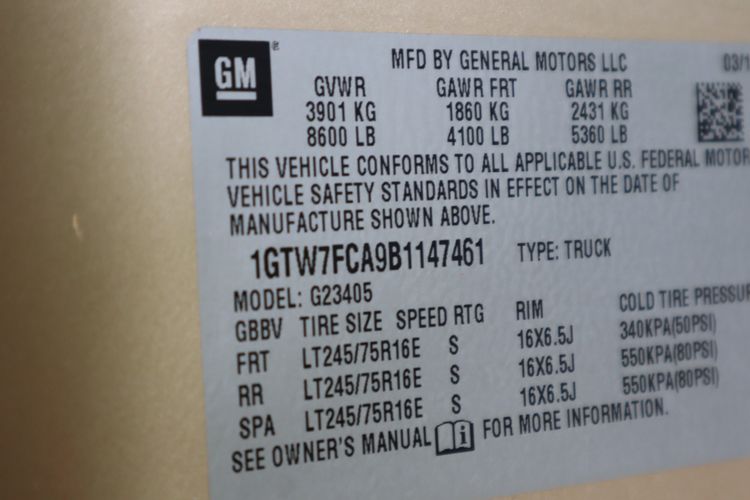 GM ®
MFD BY GENERAL MOTORS LLC 03/1
GVWR GAWR FRT GAWR RR
3901 KG 1860 KG 2431 KG
8600 LB 4100 LB 5360 LB
THIS VEHICLE CONFORMS TO ALL APPLICABLE U.S. FEDERAL MOTOR
VEHICLE SAFETY STANDARDS IN EFFECT ON THE DATE OF
MANUFACTURE SHOWN ABOVE.
1GTW7FCA9B1147461 TYPE: TRUCK
MODEL: G23405
GBBV TIRE SIZE SPEED RTG RIM COLD TIRE PRESSUR
FRT LT245/75R16E S 16X6.5J 340KPA(50PSI)
RR LT245/75R16E S 16X6.5J 550KPA(80PSI)
SPA LT245/75R16E S 16X6.5J 550KPA(80PSI)
SEE OWNER'S MANUAL i FOR MORE INFORMATION.